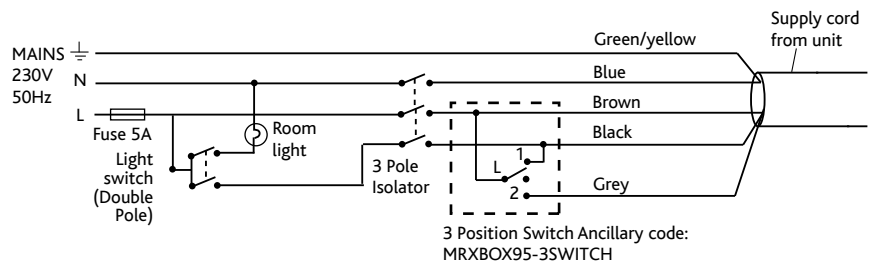 Supply cord
from unit
Green/yellow
MAINS
230V
50Hz
N
Blue
L
Brown
Fuse 5A
Room
light
Black
Light
switch
(Double
Pole)
3 Pole
Isolator
L
1
2
Grey
3 Position Switch Ancillary code:
MRXBOX95-3SWITCH